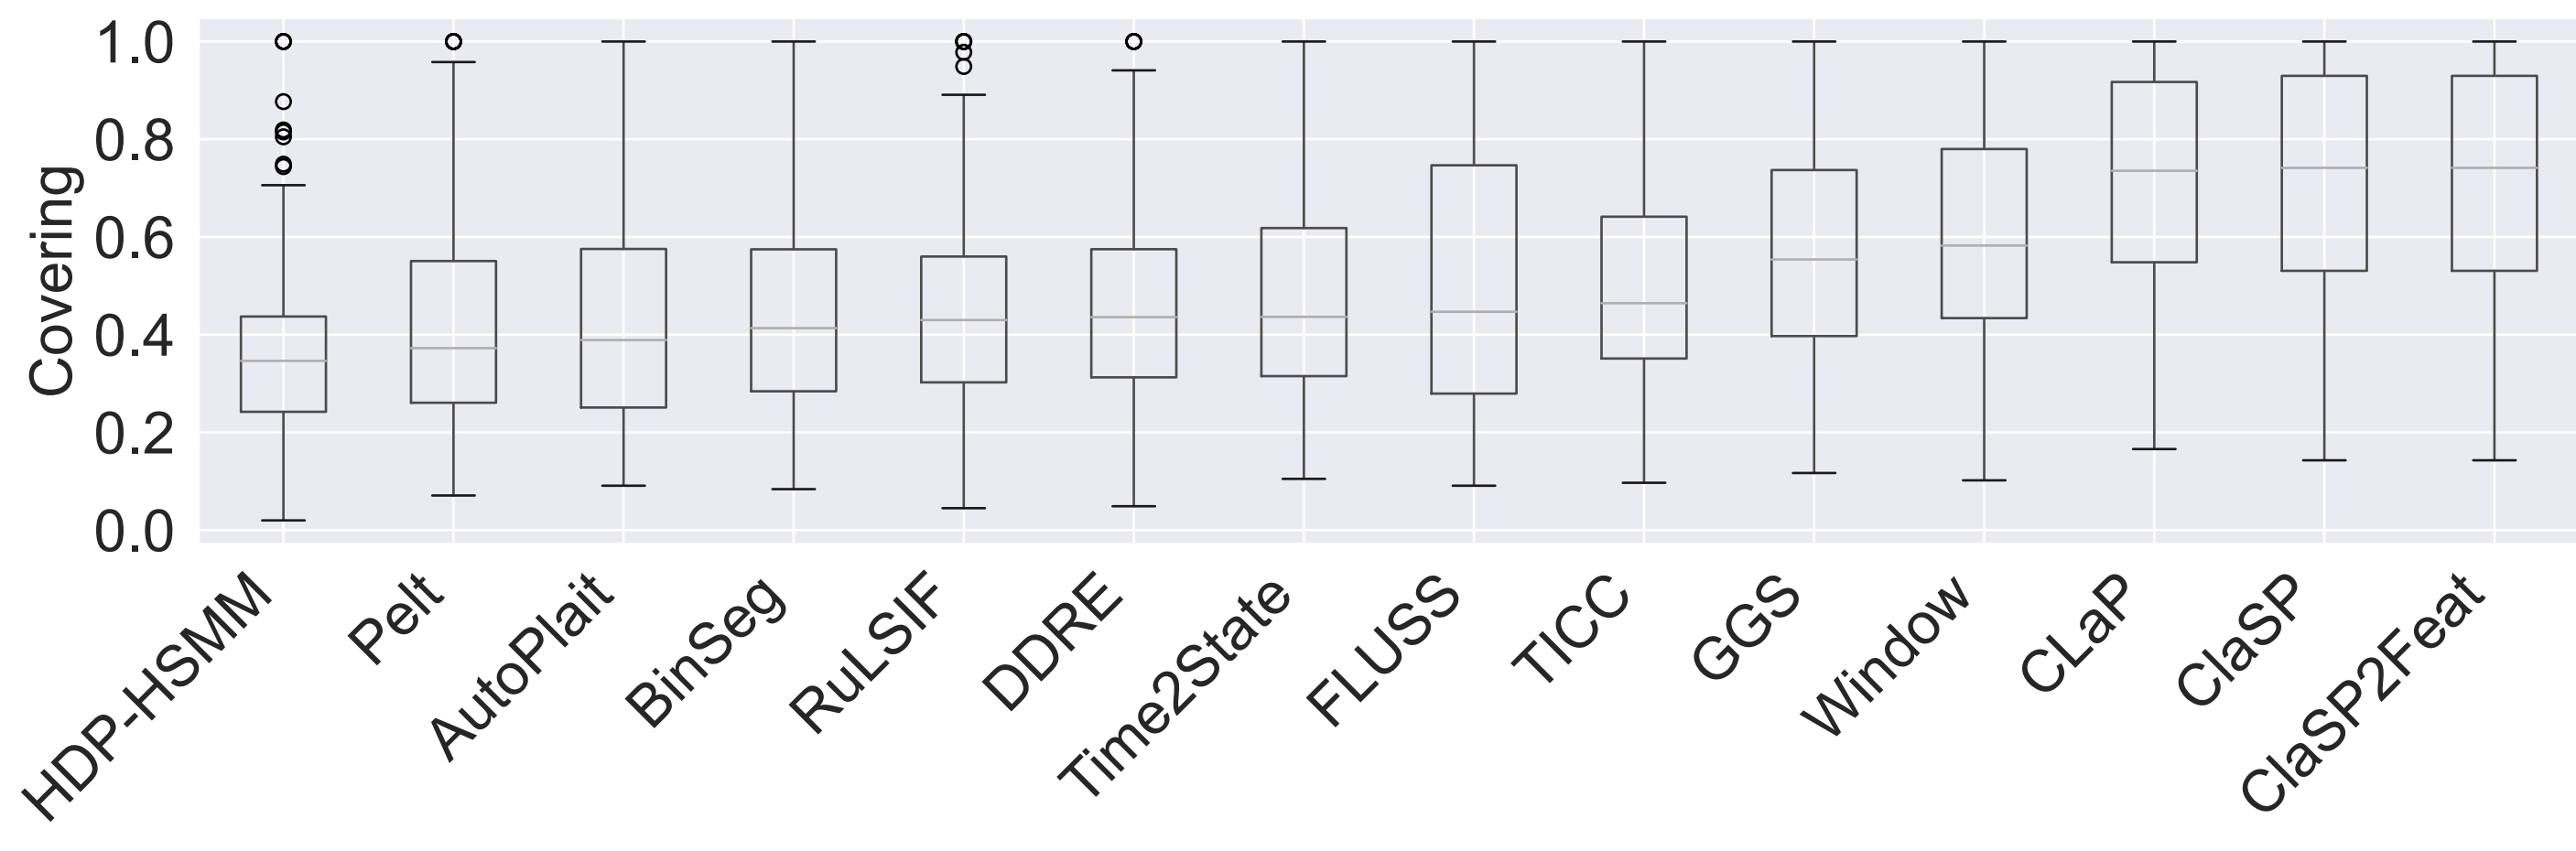 Covering
1.0
0.8
0.6
0.4
0.2
0.0
HDP-HSMM
Pelt
AutoPlait
BinSeg
RuLSIF
DDRE
Time2State
FLUSS
TICC
GGS
Window
CLaP
ClaSP
ClaSP2Feat